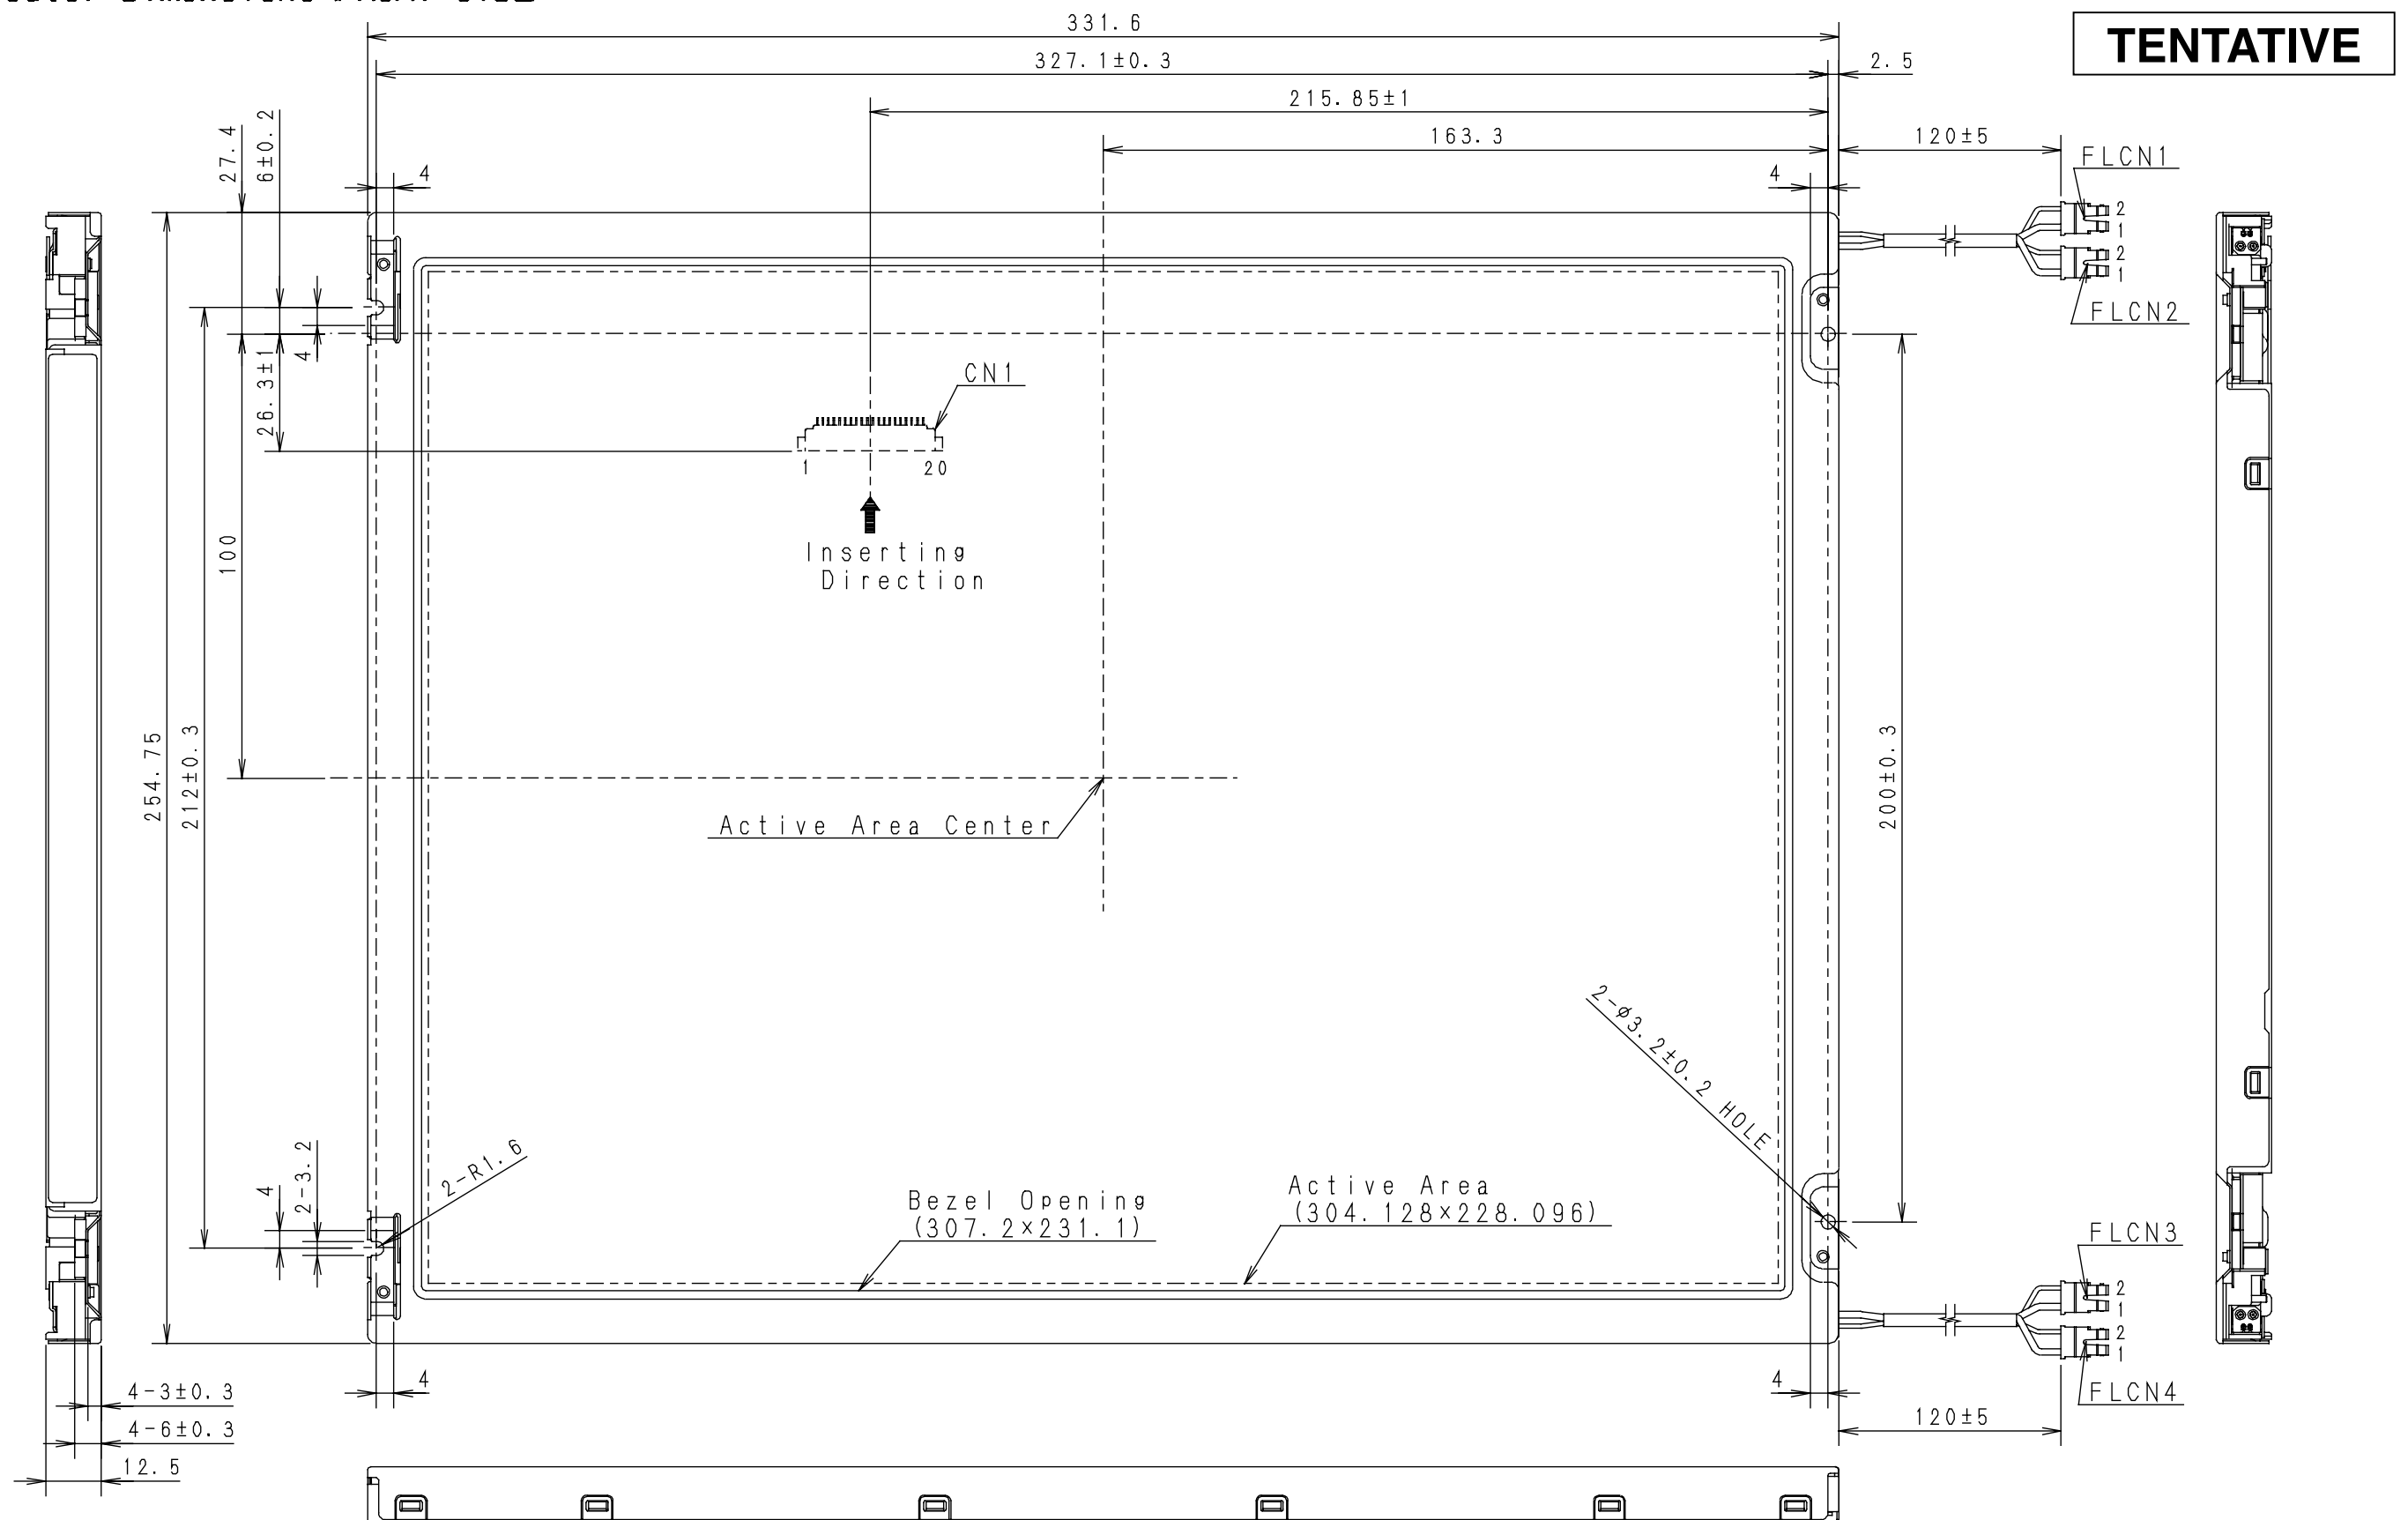 TENTATIVE
331.6
327.1±0.3
2.5
215.85±1
163.3
120±5
27.4
6±0.2
4
4
FLCN1
2
1
2
1
FLCN2
4
26.3±1
CN1
1
20
Inserting
Direction
100
254.75
212±0.3
200±0.3
Active Area Center
2-φ3.2±0.2 HOLE
4
2-3.2
2-R1.6
Bezel Opening
(307.2×231.1)
Active Area
(304.128×228.096)
FLCN3
2
1
2
1
FLCN4
4
4
120±5
4-3±0.3
4-6±0.3
12.5